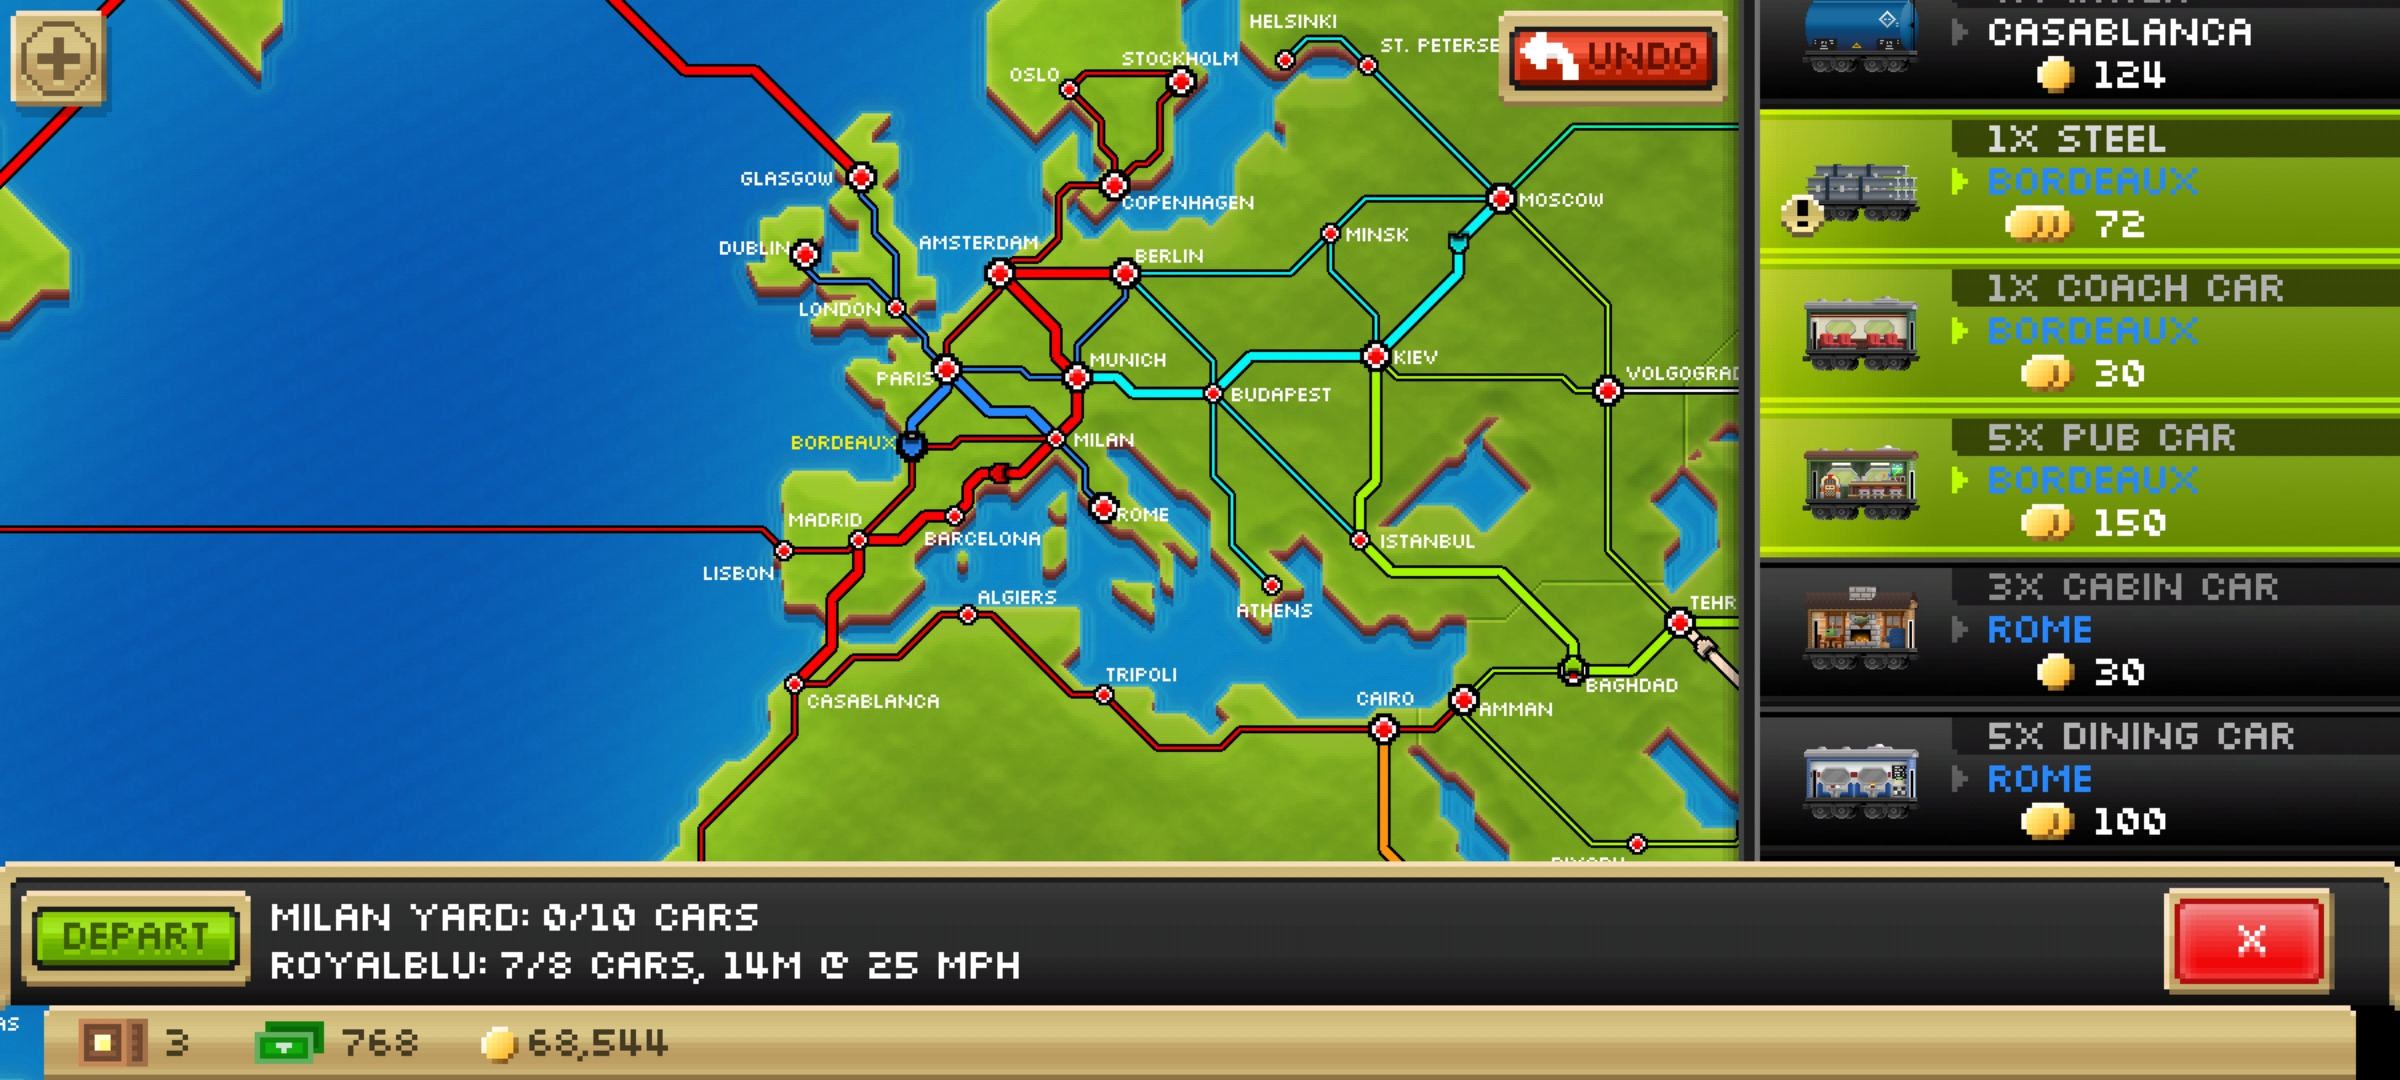 HELSINKI
CASABLANCA
124
STOCKHOLM
ST. PETERSE
UNDO
OSLO
1X STEEL
BORDEAUX
72
GLASGOW
COPENHAGEN
MOSCOW
DUBLIN
AMSTERDAM
BERLIN
MINSK
1X COACH CAR
BORDEAUX
30
LONDON
PARIS
MUNICH
KIEV
VOLGOGRAD
BUDAPEST
BORDEAUX
MILAN
5X PUB CAR
BORDEAUX
150
MADRID
ROME
BARCELONA
ISTANBUL
LISBON
ALGIERS
ATHENS
TEHR
3X CABIN CAR
ROME
30
TRIPOLI
CASABLANCA
CAIRO
AMMAN
BAGHDAD
5X DINING CAR
ROME
100
DEPART
MILAN YARD: 0/10 CARS
ROYALBLU: 7/8 CARS, 14M @ 25 MPH
X
AS
3
768
68,544